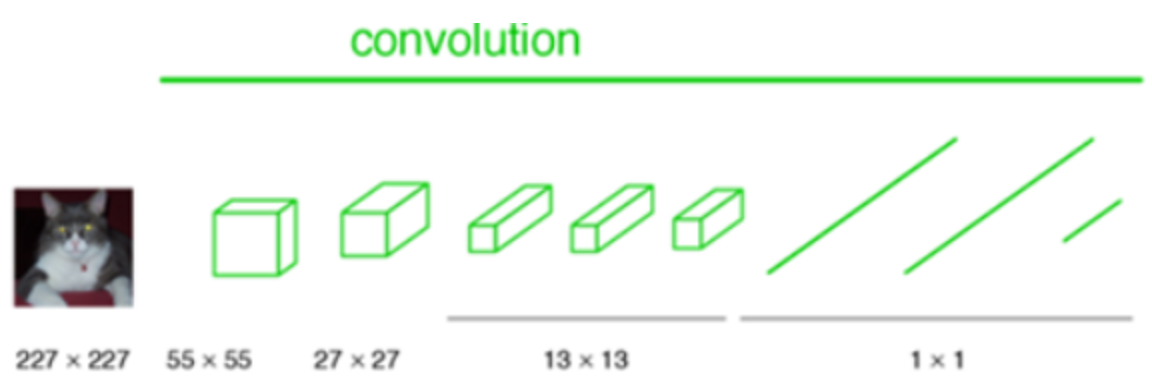 convolution
227 × 227 55 × 55 27 × 27 13 × 13 1 × 1